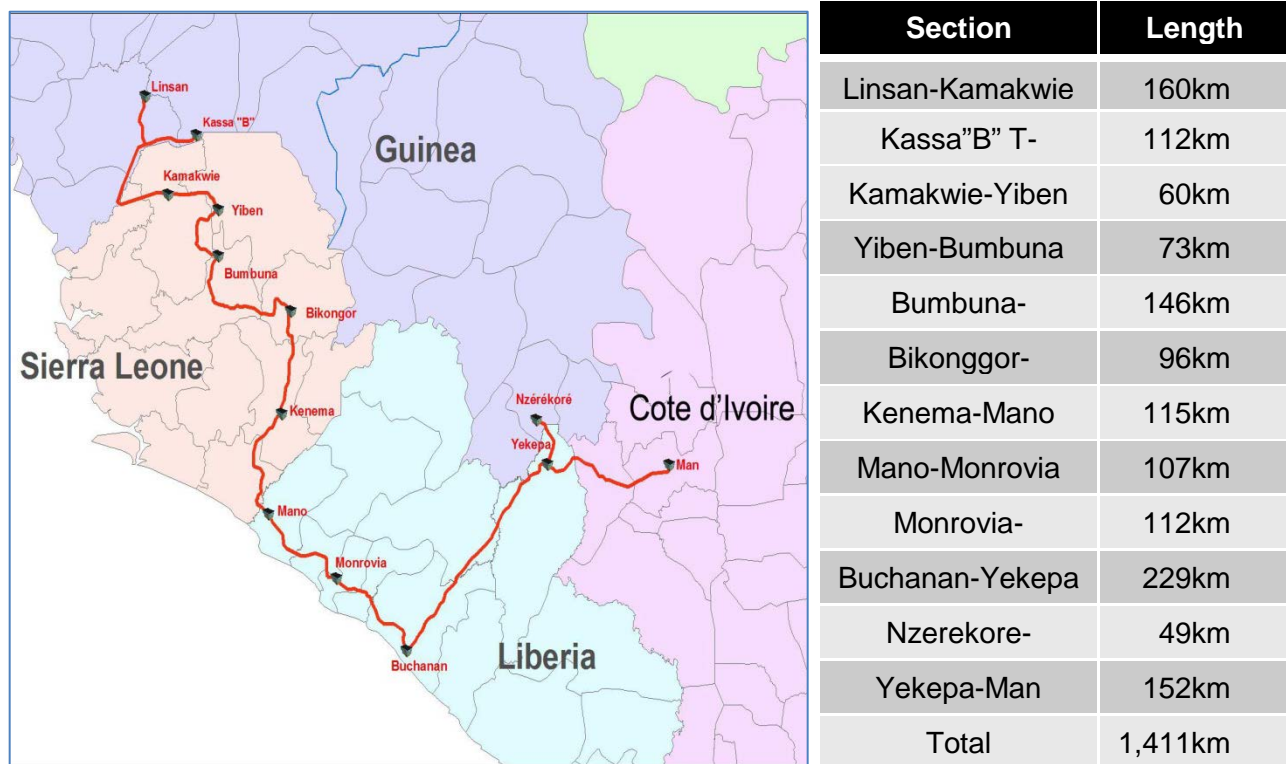 Linsan
Kassa "B"
Guinea
Kamakwie
Yiben
Bumbuna
Bikongor
Sierra Leone
Kenema
Nzérékoré
Cote d'Ivoire
Yekepa
Man
Mano
Monrovia
Buchanan
Liberia
Section Length
Linsan-Kamakwie 160km
Kassa”B” T- 112km
Kamakwie-Yiben 60km
Yiben-Bumbuna 73km
Bumbuna- 146km
Bikonggor- 96km
Kenema-Mano 115km
Mano-Monrovia 107km
Monrovia- 112km
Buchanan-Yekepa 229km
Nzerekore- 49km
Yekepa-Man 152km
Total 1,411km